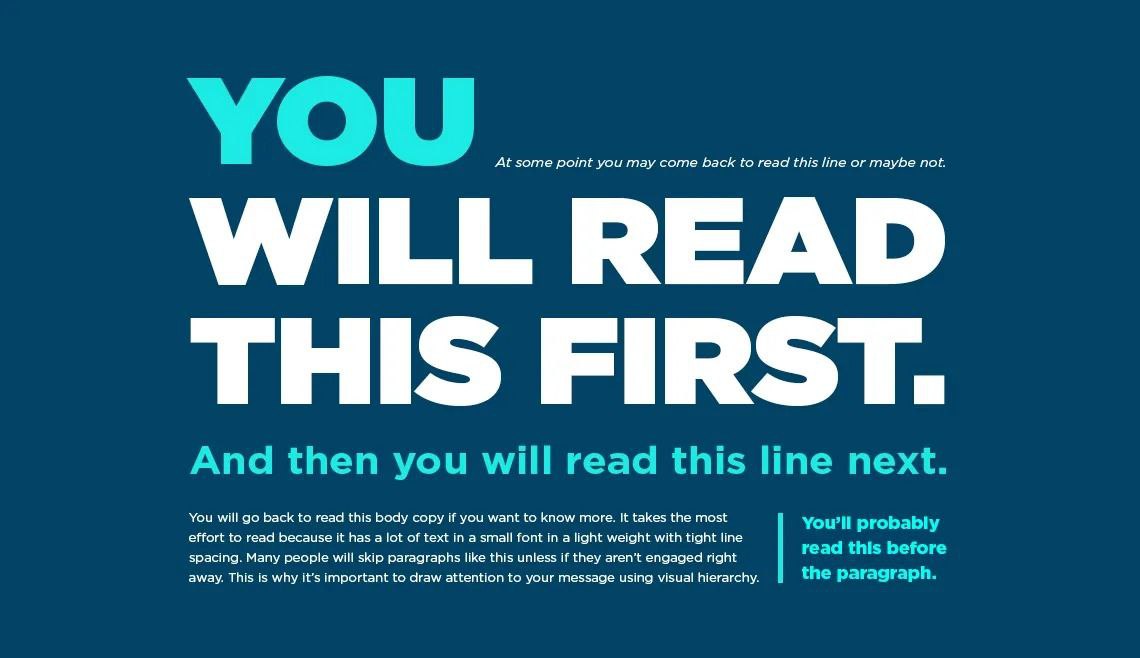 YOU
At some point you may come back to read this line or maybe not.
WILL READ
THIS FIRST.
And then you will read this line next.
You will go back to read this body copy if you want to know more. It takes the most
effort to read because it has a lot of text in a small font in a light weight with tight line
spacing. Many people will skip paragraphs like this unless if they aren’t engaged right
away. This is why it’s important to draw attention to your message using visual hierarchy.
You’ll probably
read this before
the paragraph.